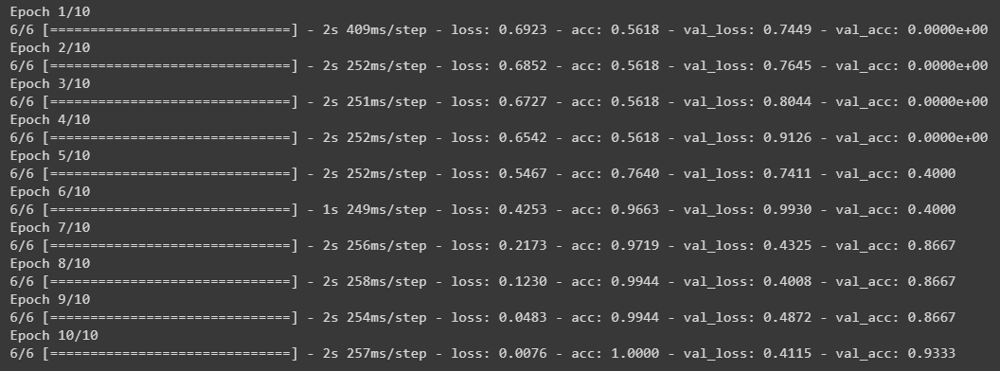 Epoch 1/10
6/6 [==============================] - 2s 409ms/step - loss: 0.6923 - acc: 0.5618 - val_loss: 0.7449 - val_acc: 0.0000e+00
Epoch 2/10
6/6 [==============================] - 2s 252ms/step - loss: 0.6852 - acc: 0.5618 - val_loss: 0.7645 - val_acc: 0.0000e+00
Epoch 3/10
6/6 [==============================] - 2s 251ms/step - loss: 0.6727 - acc: 0.5618 - val_loss: 0.8044 - val_acc: 0.0000e+00
Epoch 4/10
6/6 [==============================] - 2s 252ms/step - loss: 0.6542 - acc: 0.5618 - val_loss: 0.9126 - val_acc: 0.0000e+00
Epoch 5/10
6/6 [==============================] - 2s 252ms/step - loss: 0.5467 - acc: 0.7640 - val_loss: 0.7411 - val_acc: 0.4000
Epoch 6/10
6/6 [==============================] - 1s 249ms/step - loss: 0.4253 - acc: 0.9663 - val_loss: 0.9930 - val_acc: 0.4000
Epoch 7/10
6/6 [==============================] - 2s 256ms/step - loss: 0.2173 - acc: 0.9719 - val_loss: 0.4325 - val_acc: 0.8667
Epoch 8/10
6/6 [==============================] - 2s 258ms/step - loss: 0.1230 - acc: 0.9944 - val_loss: 0.4008 - val_acc: 0.8667
Epoch 9/10
6/6 [==============================] - 2s 254ms/step - loss: 0.0483 - acc: 0.9944 - val_loss: 0.4872 - val_acc: 0.8667
Epoch 10/10
6/6 [==============================] - 2s 257ms/step - loss: 0.0076 - acc: 1.0000 - val_loss: 0.4115 - val_acc: 0.9333